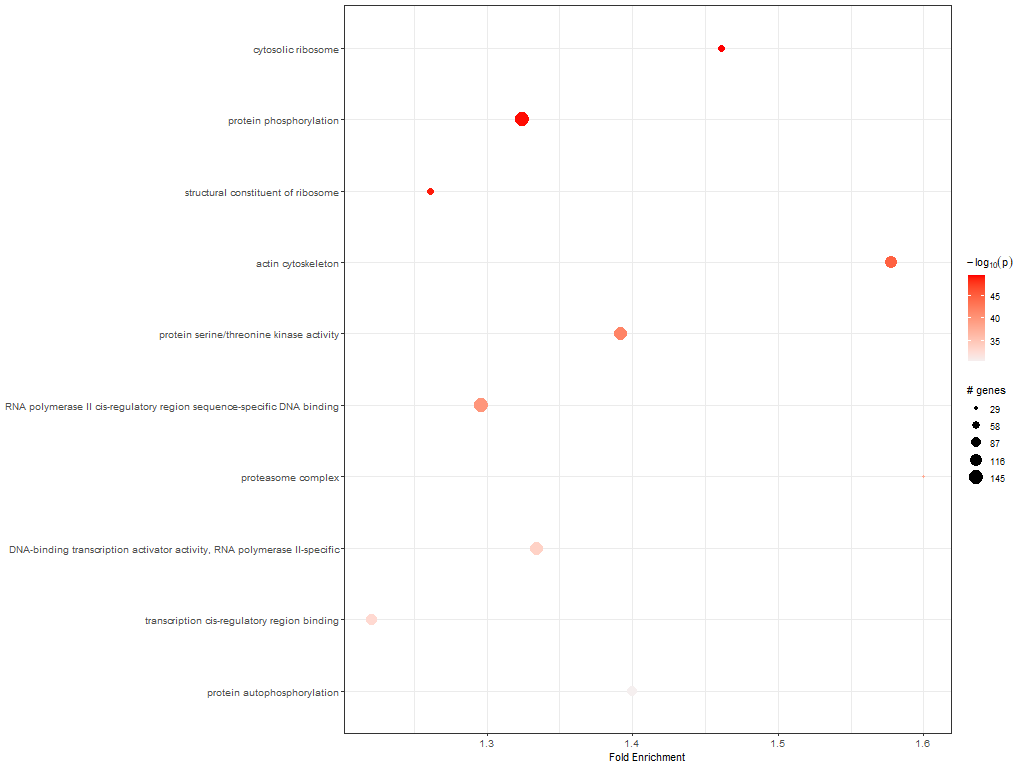 cytosolic ribosome
protein phosphorylation
structural constituent of ribosome
actin cytoskeleton
protein serine/threonine kinase activity
RNA polymerase II cis-regulatory region sequence-specific DNA binding
proteasome complex
DNA-binding transcription activator activity, RNA polymerase II-specific
transcription cis-regulatory region binding
protein autophosphorylation
1.3 1.4 1.5 1.6
Fold Enrichment
−log₁₀(p)
45
40
35
# genes
29
58
87
116
145